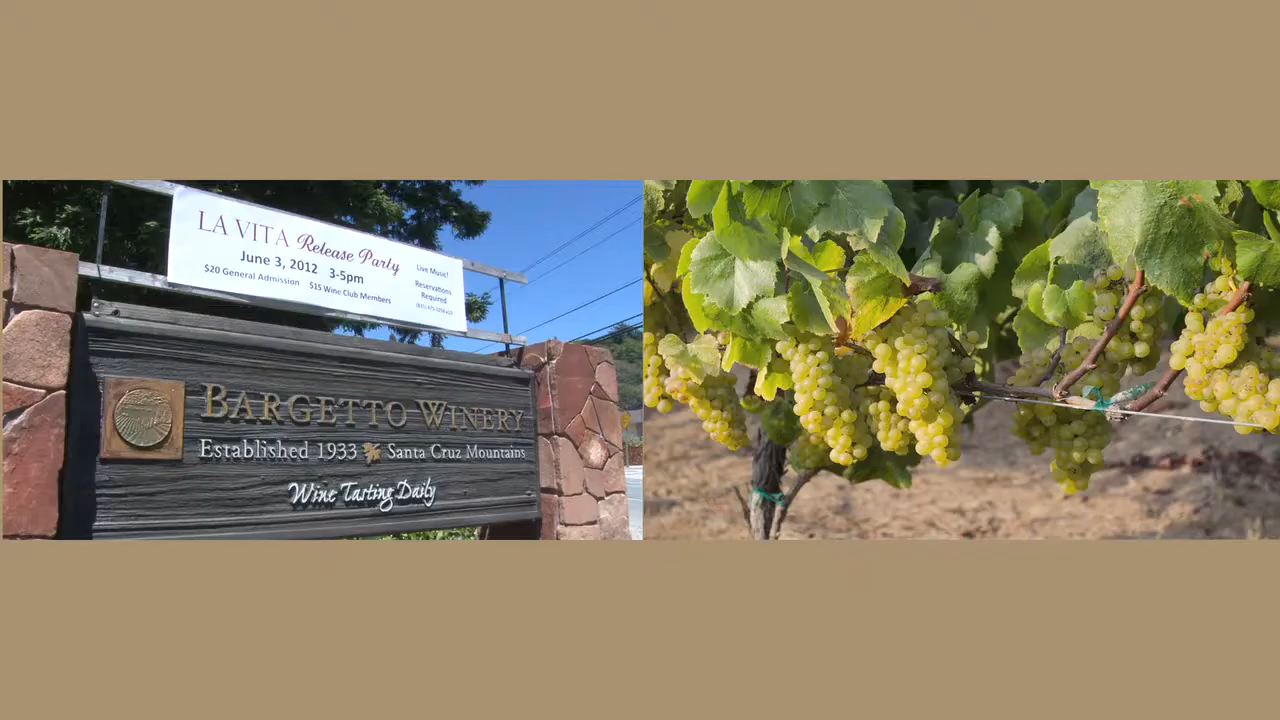 LA VITA Release Party
June 3, 2012 3-5pm
$20 General Admission $15 Wine Club Members
Live Music!
Reservations
Required
BARGETTO WINERY
Established 1933 Santa Cruz Mountains
Wine Tasting Daily